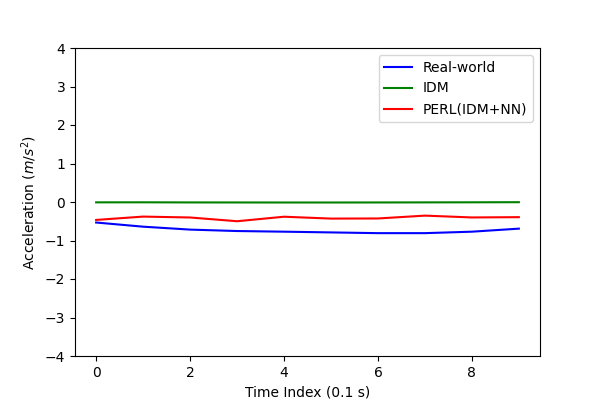 4
3
2
1
0
−1
−2
−3
−4
Acceleration (m/s²)
Real-world
IDM
PERL(IDM+NN)
0 2 4 6 8
Time Index (0.1 s)